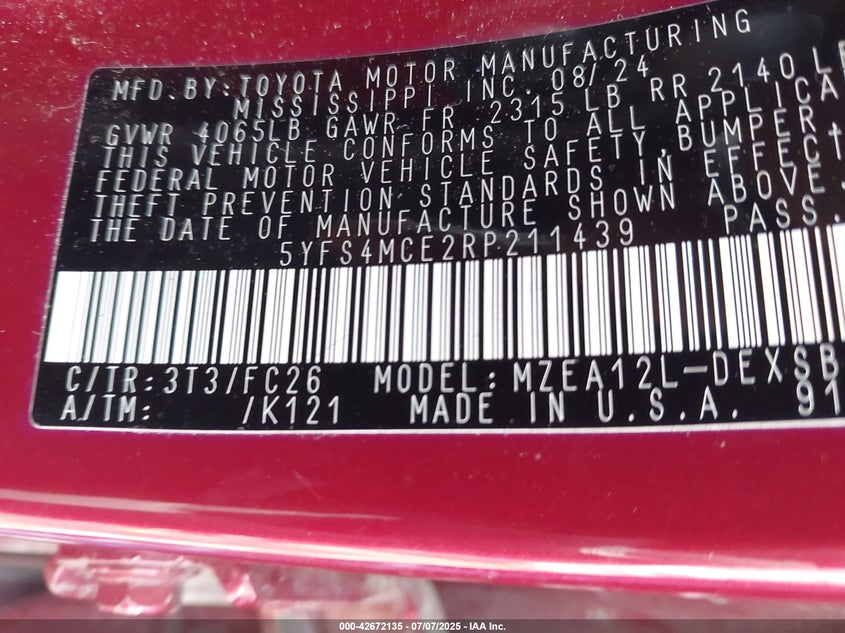 MFD.BY:TOYOTA MOTOR MANUFACTURING
MISSISSIPPI INC. 08/24
GVWR 4065LB GAWR FR 2315LB RR 2140
THIS VEHICLE CONFORMS TO ALL
FEDERAL MOTOR VEHICLE SAFETY,BUMPER,
THEFT PREVENTION STANDARDS IN EFFECT
THE DATE OF MANUFACTURE SHOWN ABOVE.
5YFS4MCE2RP211439 PASS.
C/TR:3T3/FC26 MODEL:MZEA12L-DEXSB
A/TM: /K121 MADE IN U.S.A. 91
000-42672135 - 07/07/2025 - IAA Inc.